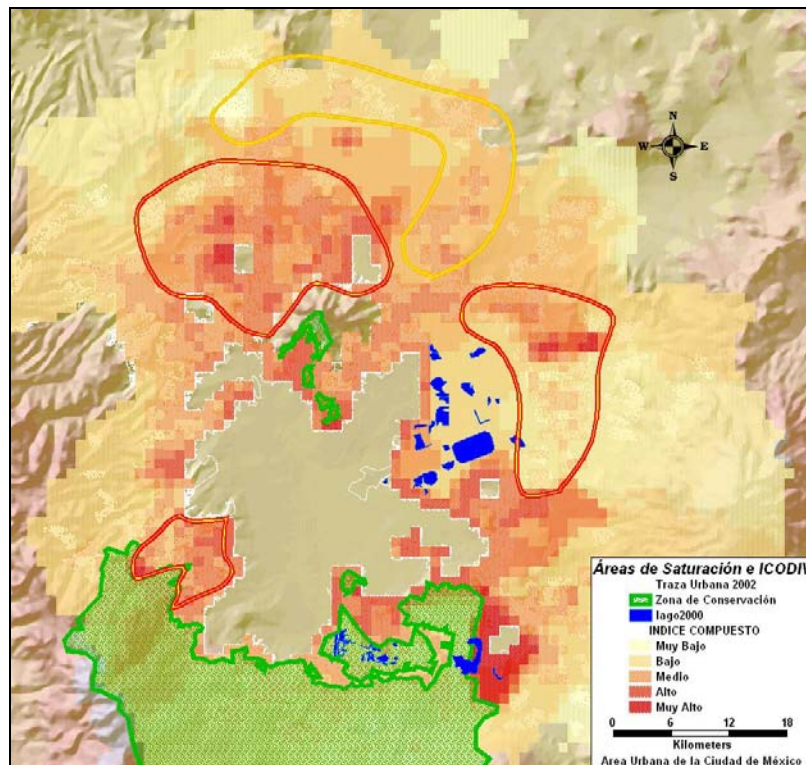 N
W E
S
Áreas de Saturación e ICODIV
Traza Urbana 2002
Zona de Conservación
lago2000
INDICE COMPUESTO
Muy Bajo
Bajo
Medio
Alto
Muy Alto
0 6 12 18
Kilometers
Area Urbana de la Ciudad de México